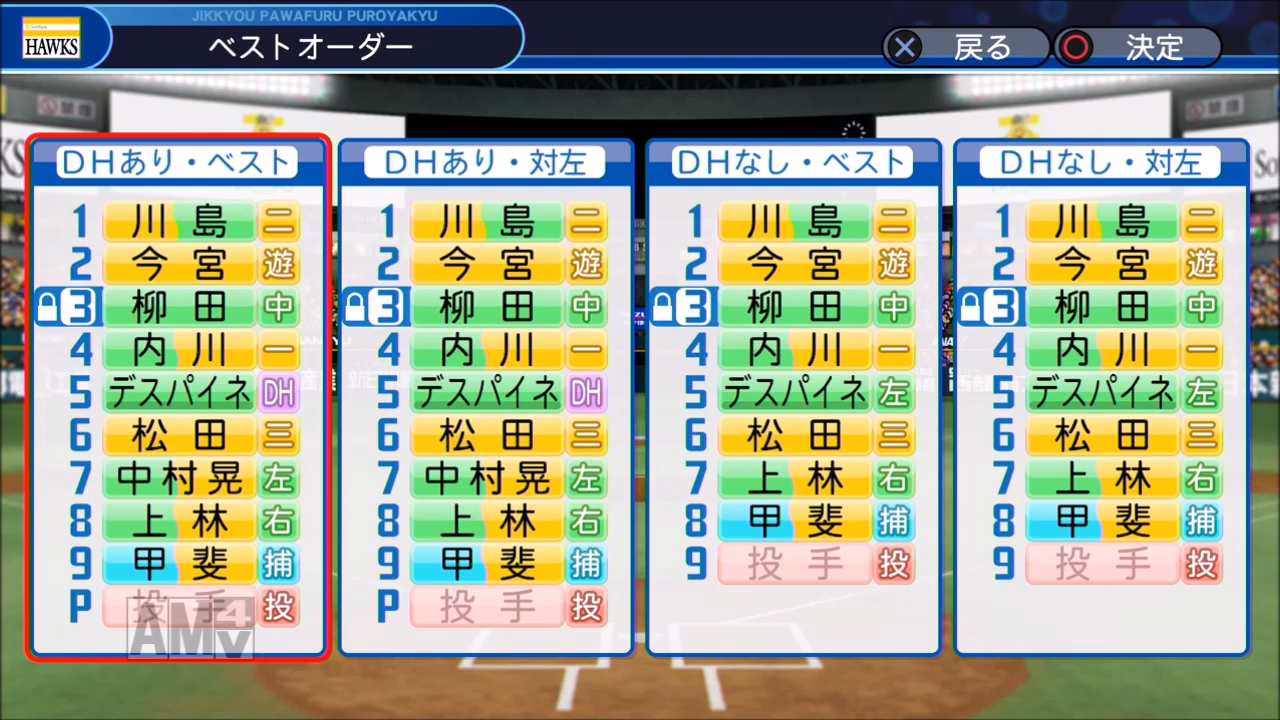 JIKKYOU PAWAFURU PUROYAKYU
HAWKS
ベストオーダー
戻る
決定
DHあり・ベスト
1 川島 二
2 今宮 遊
3 柳田 中
4 内川 一
5 デスパイネ DH
6 松田 三
7 中村晃 左
8 上林 右
9 甲斐 捕
P 投手 投
AM4v
DHあり・対左
1 川島 二
2 今宮 遊
3 柳田 中
4 内川 一
5 デスパイネ DH
6 松田 三
7 中村晃 左
8 上林 右
9 甲斐 捕
P 投手 投
DHなし・ベスト
1 川島 二
2 今宮 遊
3 柳田 中
4 内川 一
5 デスパイネ 左
6 松田 三
7 上林 右
8 甲斐 捕
9 投手 投
DHなし・対左
1 川島 二
2 今宮 遊
3 柳田 中
4 内川 一
5 デスパイネ 左
6 松田 三
7 上林 右
8 甲斐 捕
9 投手 投